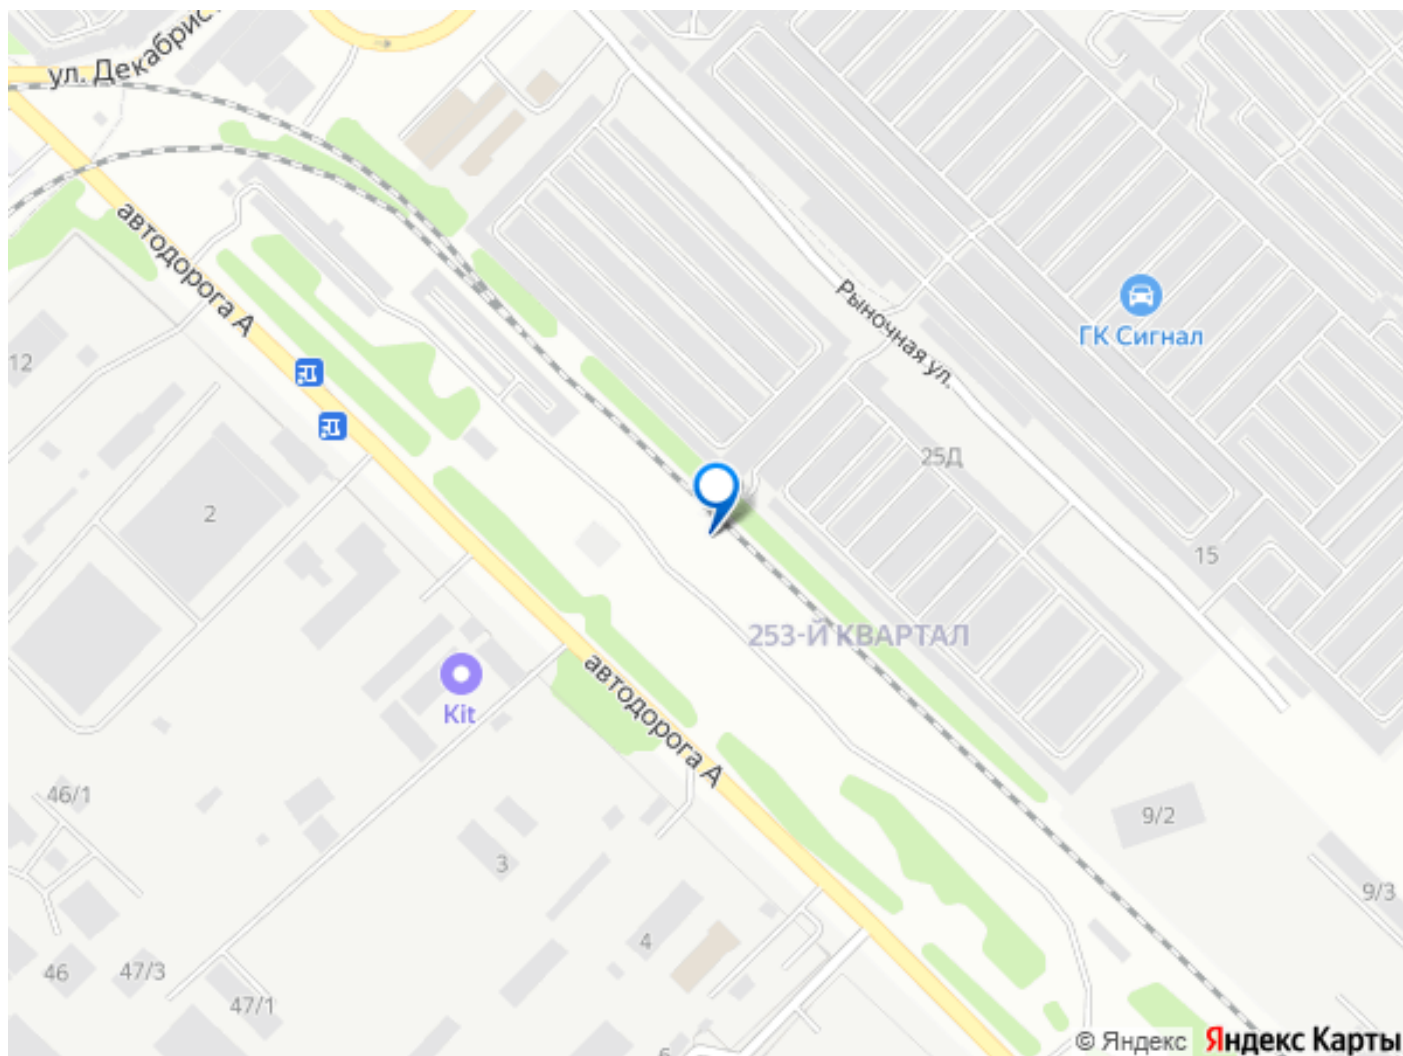 ул. Декабрис
автодорога А
Рыночная ул.
ГК Сигнал
12
25Д
2
15
253-Й КВАРТАЛ
автодорога А
Kit
46/1
9/2
3
9/3
4
46
47/3
47/1
6
© Яндекс
Яндекс Карты